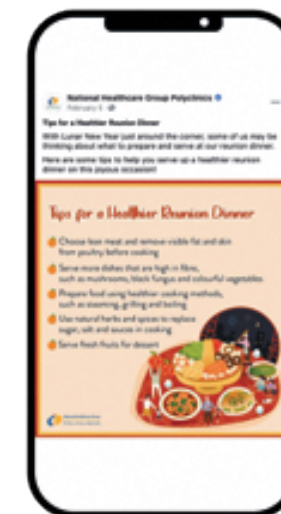 National Healthcare Group Polyclinics
February 5
Tips for a Healthier Reunion Dinner
With Lunar New Year just around the corner, some of us may be
thinking about what to prepare and serve at our reunion dinner.
Here are some tips to help you serve up a healthier reunion
dinner on this joyous occasion!
Tips for a Healthier Reunion Dinner
Choose lean meat and remove visible fat and skin
from poultry before cooking
Serve more dishes that are high in fibre,
such as mushrooms, black fungus and colourful vegetables
Prepare food using healthier cooking methods,
such as steaming, grilling and boiling
Use natural herbs and spices to replace
sugar, salt and sauces in cooking
Serve fresh fruits for dessert